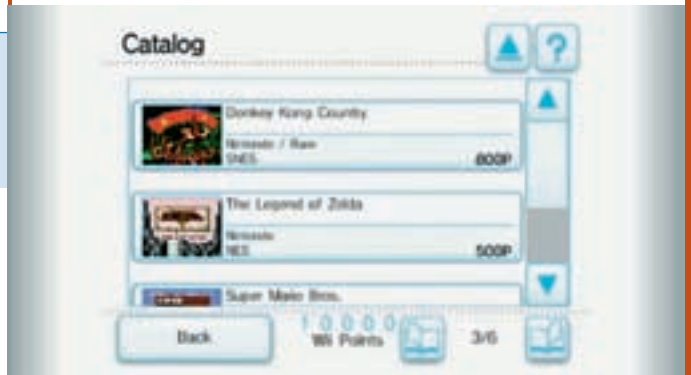 Catalog
?
Donkey Kong Country
Nintendo / Rare
SNES
800P
The Legend of Zelda
Nintendo
NES
500P
Super Mario Bros.
Back
10000
Wii Points
3/6